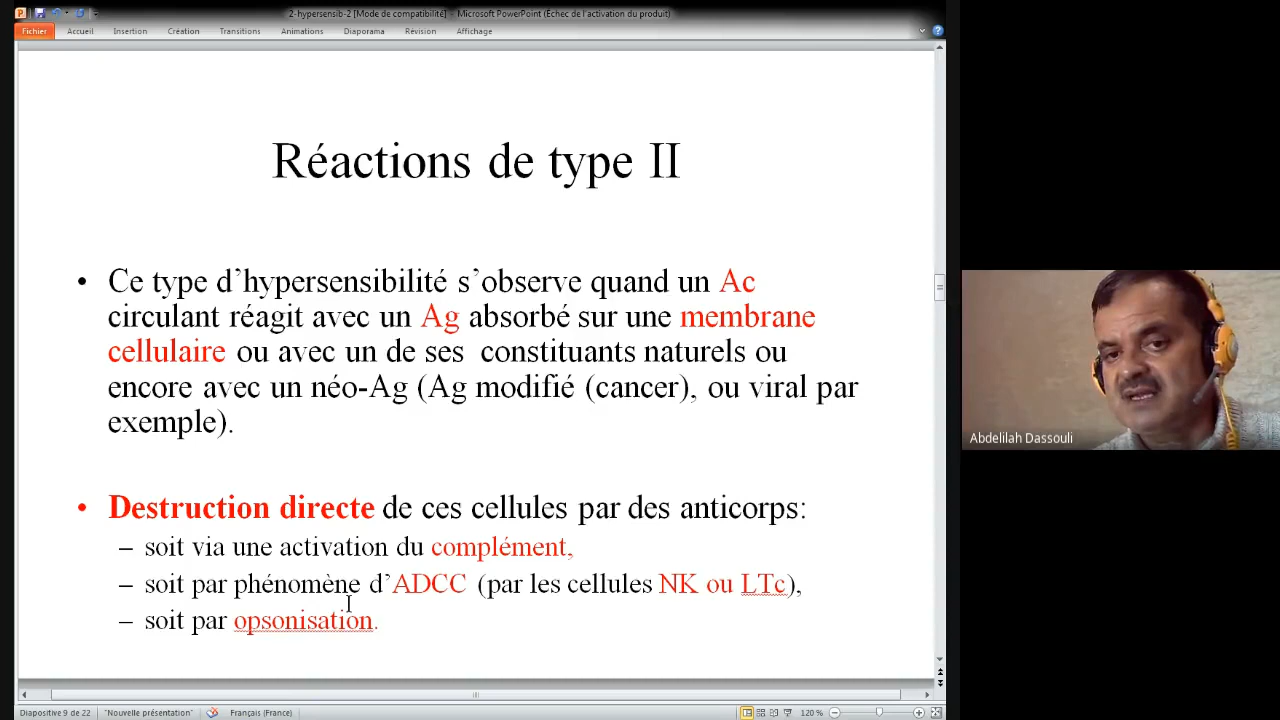 2-hypersensib-2 [Mode de compatibilité] - Microsoft PowerPoint (Échec de l'activation du produit)
Fichier Accueil Insertion Création Transitions Animations Diaporama Révision Affichage
Réactions de type II
• Ce type d’hypersensibilité s’observe quand un Ac
circulant réagit avec un Ag absorbé sur une membrane
cellulaire ou avec un de ses constituants naturels ou
encore avec un néo-Ag (Ag modifié (cancer), ou viral par
exemple).
• Destruction directe de ces cellules par des anticorps:
– soit via une activation du complément,
– soit par phénomène d’ADCC (par les cellules NK ou LTc),
– soit par opsonisation.
Abdelilah Dassouli
Diapositive 9 de 22 "Nouvelle présentation" Français (France) 120 %